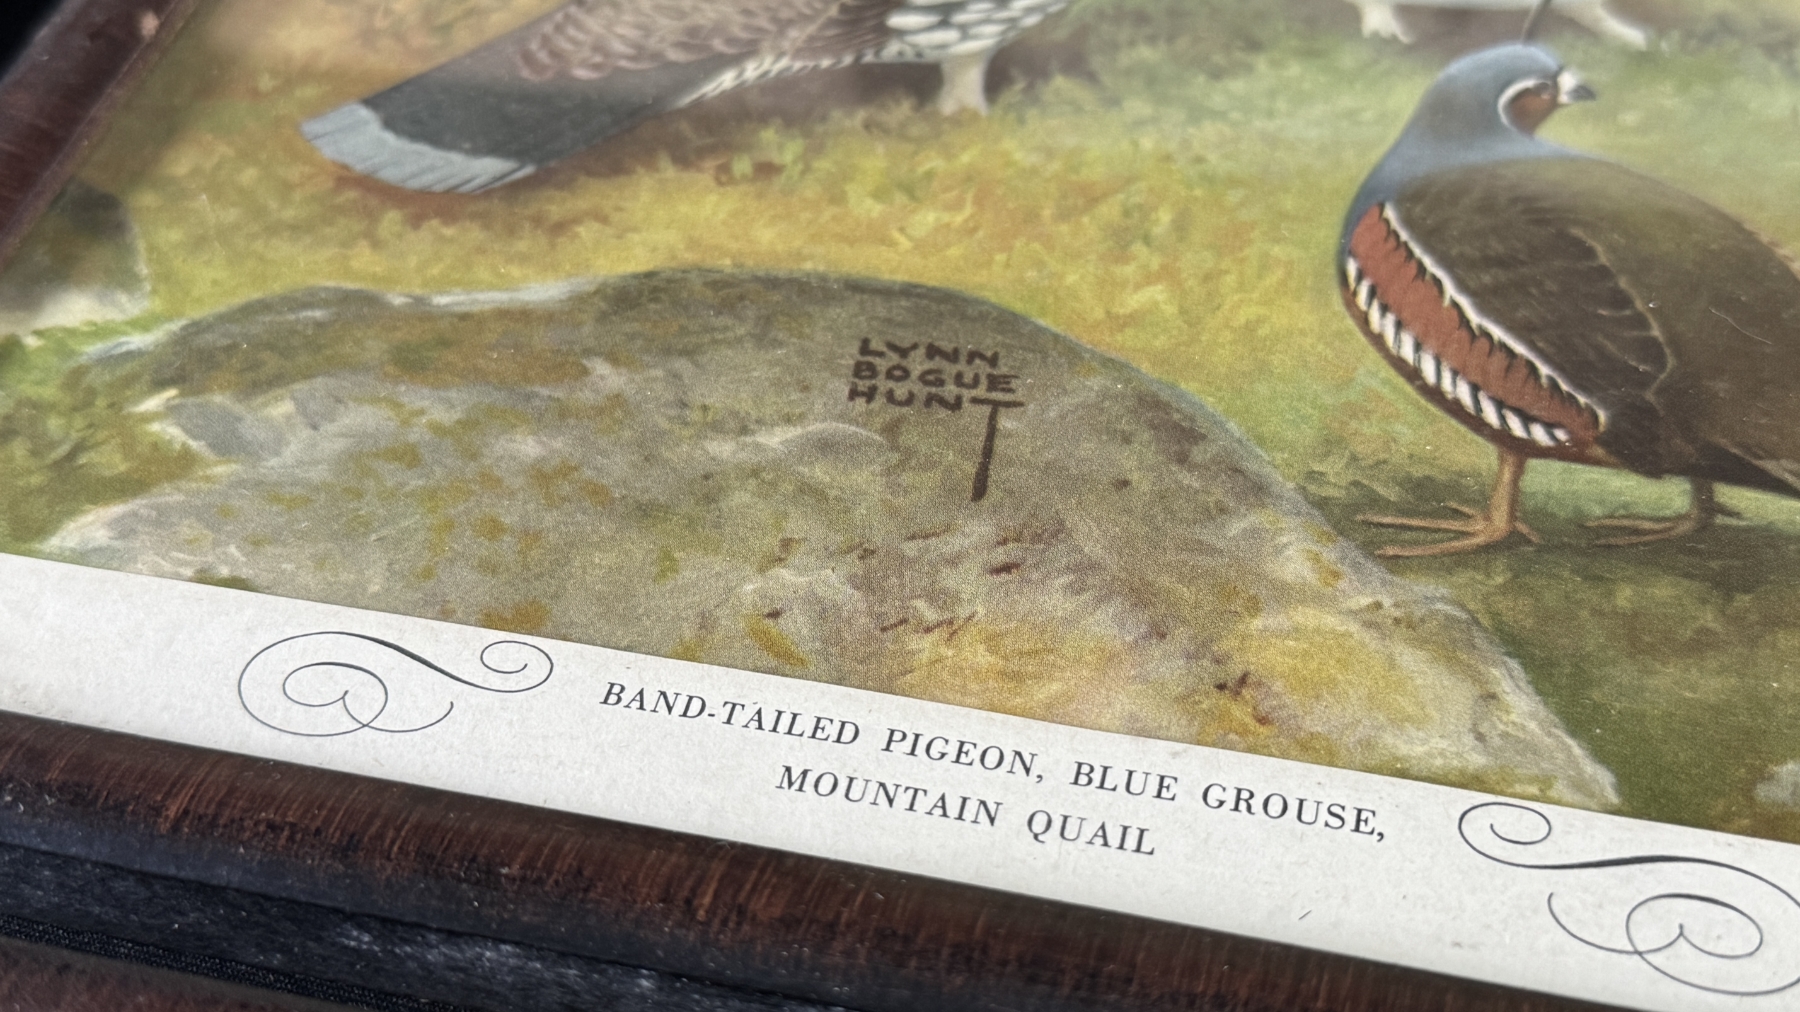 LYNN
BOGUE
HUNT
BAND-TAILED PIGEON, BLUE GROUSE,
MOUNTAIN QUAIL